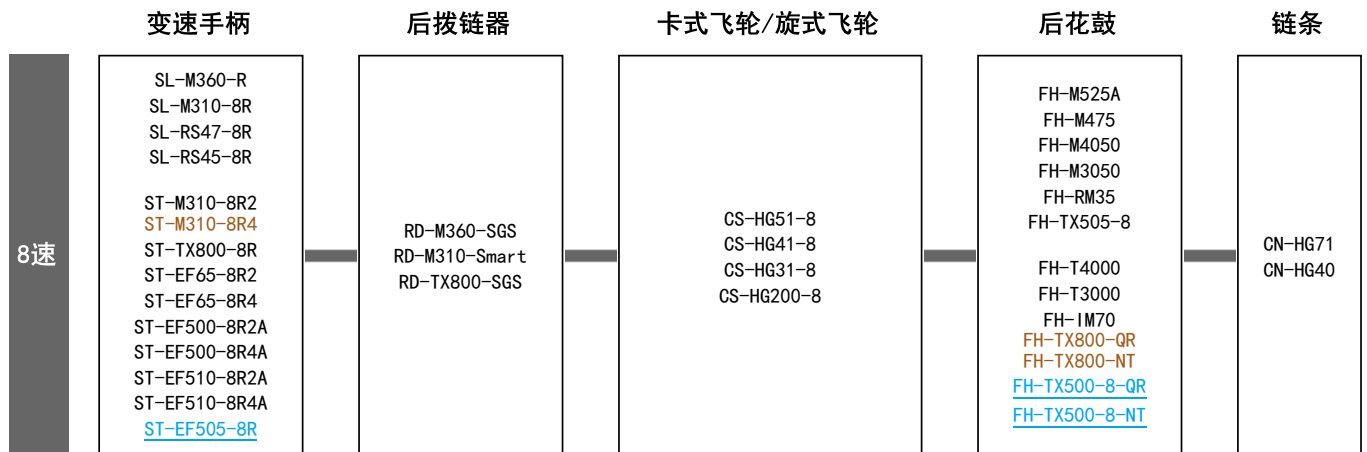 变速手柄
后拨链器
卡式飞轮/旋式飞轮
后花鼓
链条
8速
SL-M360-R
SL-M310-8R
SL-RS47-8R
SL-RS45-8R
ST-M310-8R2
ST-M310-8R4
ST-TX800-8R
ST-EF65-8R2
ST-EF65-8R4
ST-EF500-8R2A
ST-EF500-8R4A
ST-EF510-8R2A
ST-EF510-8R4A
ST-EF505-8R
RD-M360-SGS
RD-M310-Smart
RD-TX800-SGS
CS-HG51-8
CS-HG41-8
CS-HG31-8
CS-HG200-8
FH-M525A
FH-M475
FH-M4050
FH-M3050
FH-RM35
FH-TX505-8
FH-T4000
FH-T3000
FH-IM70
FH-TX800-QR
FH-TX800-NT
FH-TX500-8-QR
FH-TX500-8-NT
CN-HG71
CN-HG40